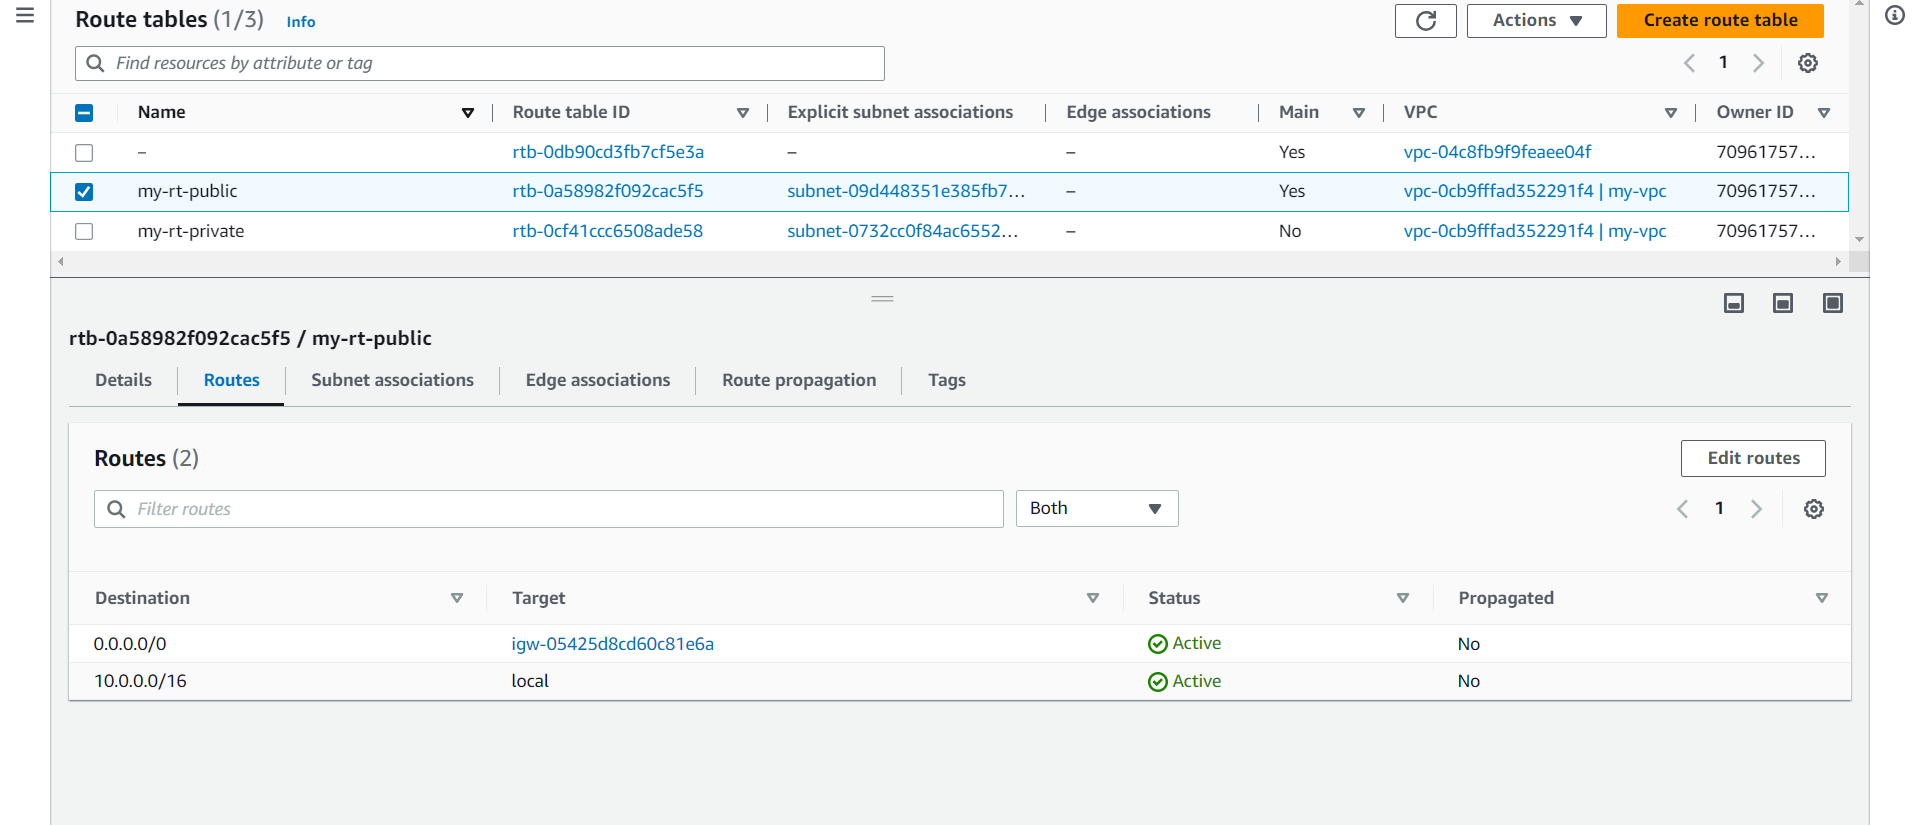 Route tables (1/3) Info
Actions
Create route table
Find resources by attribute or tag
1
Name Route table ID Explicit subnet associations Edge associations Main VPC Owner ID
– rtb-0db90cd3fb7cf5e3a – – Yes vpc-04c8fb9f9feaee04f 70961757…
my-rt-public rtb-0a58982f092cac5f5 subnet-09d448351e385fb7… – Yes vpc-0cb9fffad352291f4 | my-vpc 70961757…
my-rt-private rtb-0cf41ccc6508ade58 subnet-0732cc0f84ac6552… – No vpc-0cb9fffad352291f4 | my-vpc 70961757…
rtb-0a58982f092cac5f5 / my-rt-public
Details Routes Subnet associations Edge associations Route propagation Tags
Routes (2)
Edit routes
Filter routes
Both
1
Destination Target Status Propagated
0.0.0.0/0 igw-05425d8cd60c81e6a Active No
10.0.0.0/16 local Active No